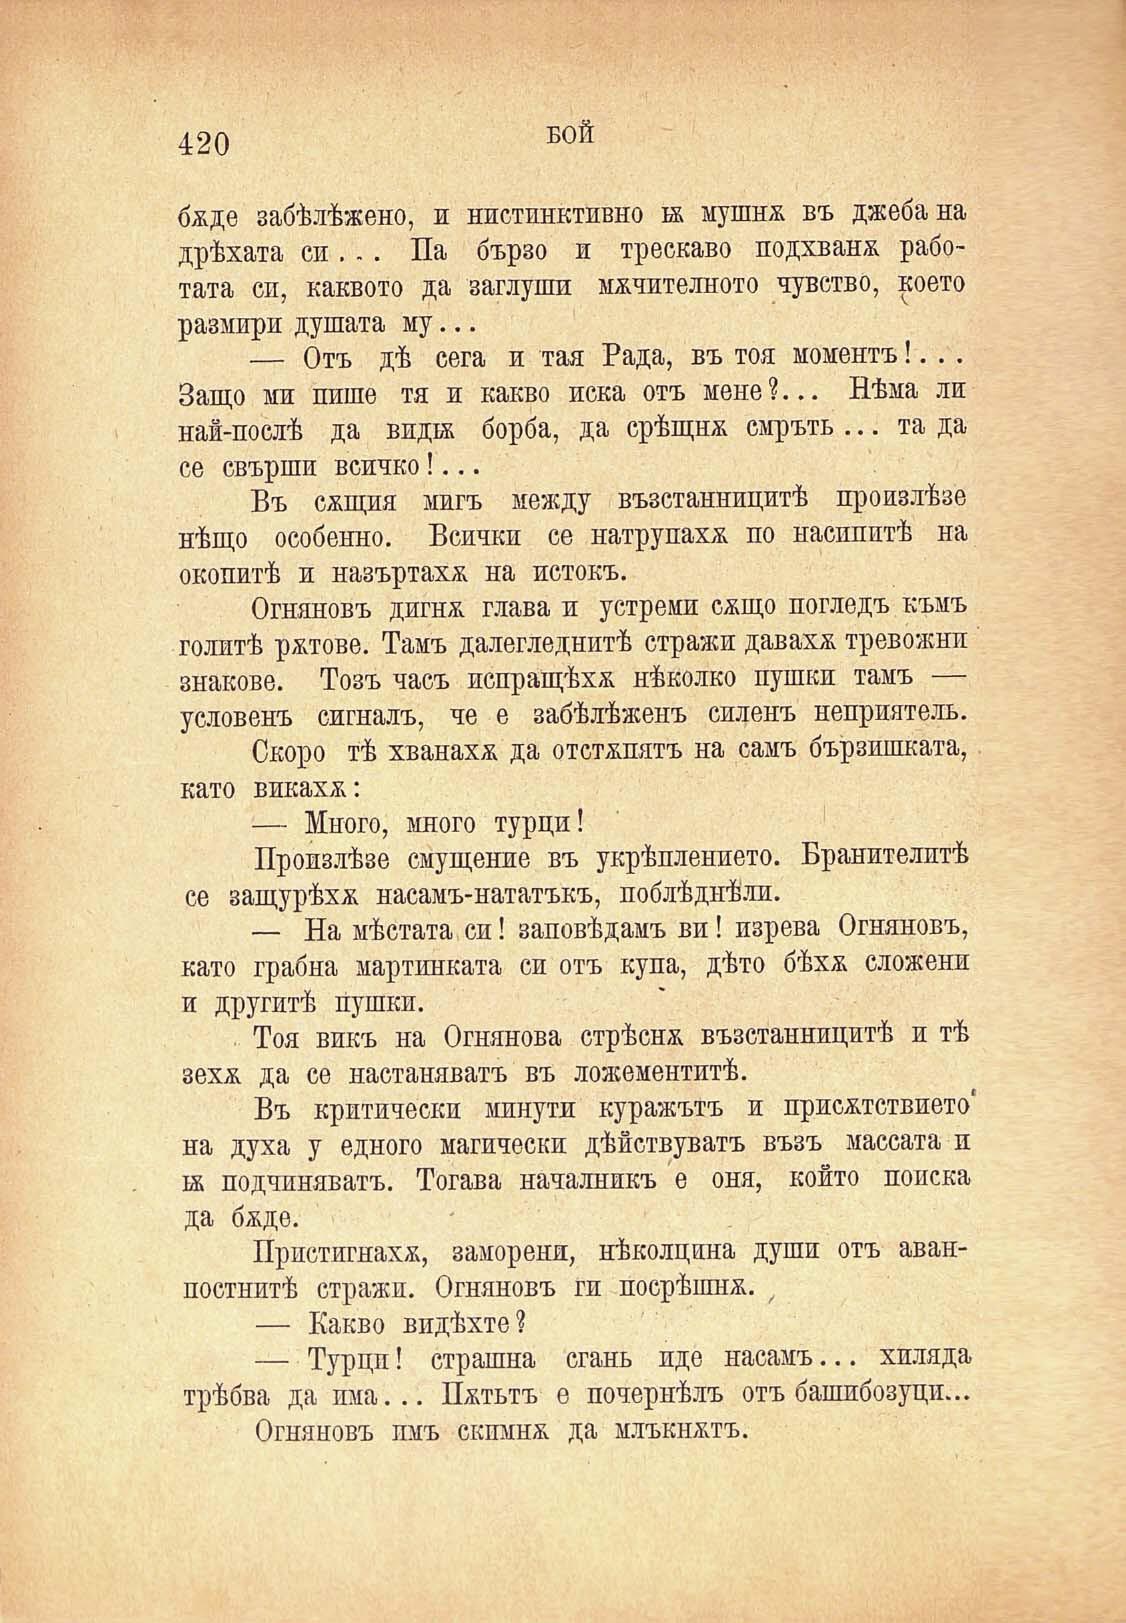 420
БОЙ
бѫде забѣлѣжено, и нистинктивно ѭ мушнѫ въ джеба на
дрѣхата си... Па бързо и трескаво подхванѫ рабо-
тата си, каквото да заглуши мѫчителното чувство, което
размири душата му...
— Отъ дѣ сега и тая Рада, въ тоя моментъ!...
Защо ми пише тя и какво иска отъ мене?... Нѣма ли
най-послѣ да видѭ борба, да срѣщнѫ смръть... та да
се свърши всичко!...
Въ сѫщия мигъ между възстанницитѣ произлѣзе
нѣщо особенно. Всички се натрупахѫ по насипитѣ на
окопитѣ и назъртахѫ на истокъ.
Огняновъ дигнѫ глава и устреми сѫщо погледъ къмъ
голитѣ рѫтове. Тамъ далегледнитѣ стражи давахѫ тревожни
знакове. Тозъ часъ испращѣхѫ нѣколко пушки тамъ —
условенъ сигналъ, че е забѣлѣженъ силенъ неприятель.
Скоро тѣ хванахѫ да отстѫпятъ на самъ бързишката,
като викахѫ:
— Много, много турци!
Произлѣзе смущение въ укрѣплението. Бранителитѣ
се защурѣхѫ насамъ-нататъкъ, поблѣднѣли.
— На мѣстата си! заповѣдамъ ви! изрева Огняновъ,
като грабна мартинката си отъ купа, дѣто бѣхѫ сложени
и другитѣ пушки.
Тоя викъ на Огнянова стрѣснѫ възстанницитѣ и тѣ
зехѫ да се настаняватъ въ ложементитѣ.
Въ критически минути куражътъ и присѫтствието
на духа у едного магически дѣйствуватъ възъ массата и
ѭ подчиняватъ. Тогава началникъ е оня, който поиска
да бѫде.
Пристигнахѫ, заморени, нѣколцина души отъ аван-
постнитѣ стражи. Огняновъ ги посрѣшнѫ.
— Какво видѣхте?
— Турци! страшна сгань иде насамъ... хиляда
трѣбва да има... Пѫтьтъ е почернѣлъ отъ башибозуци...
Огняновъ имъ скимнѫ да млъкнѫтъ.